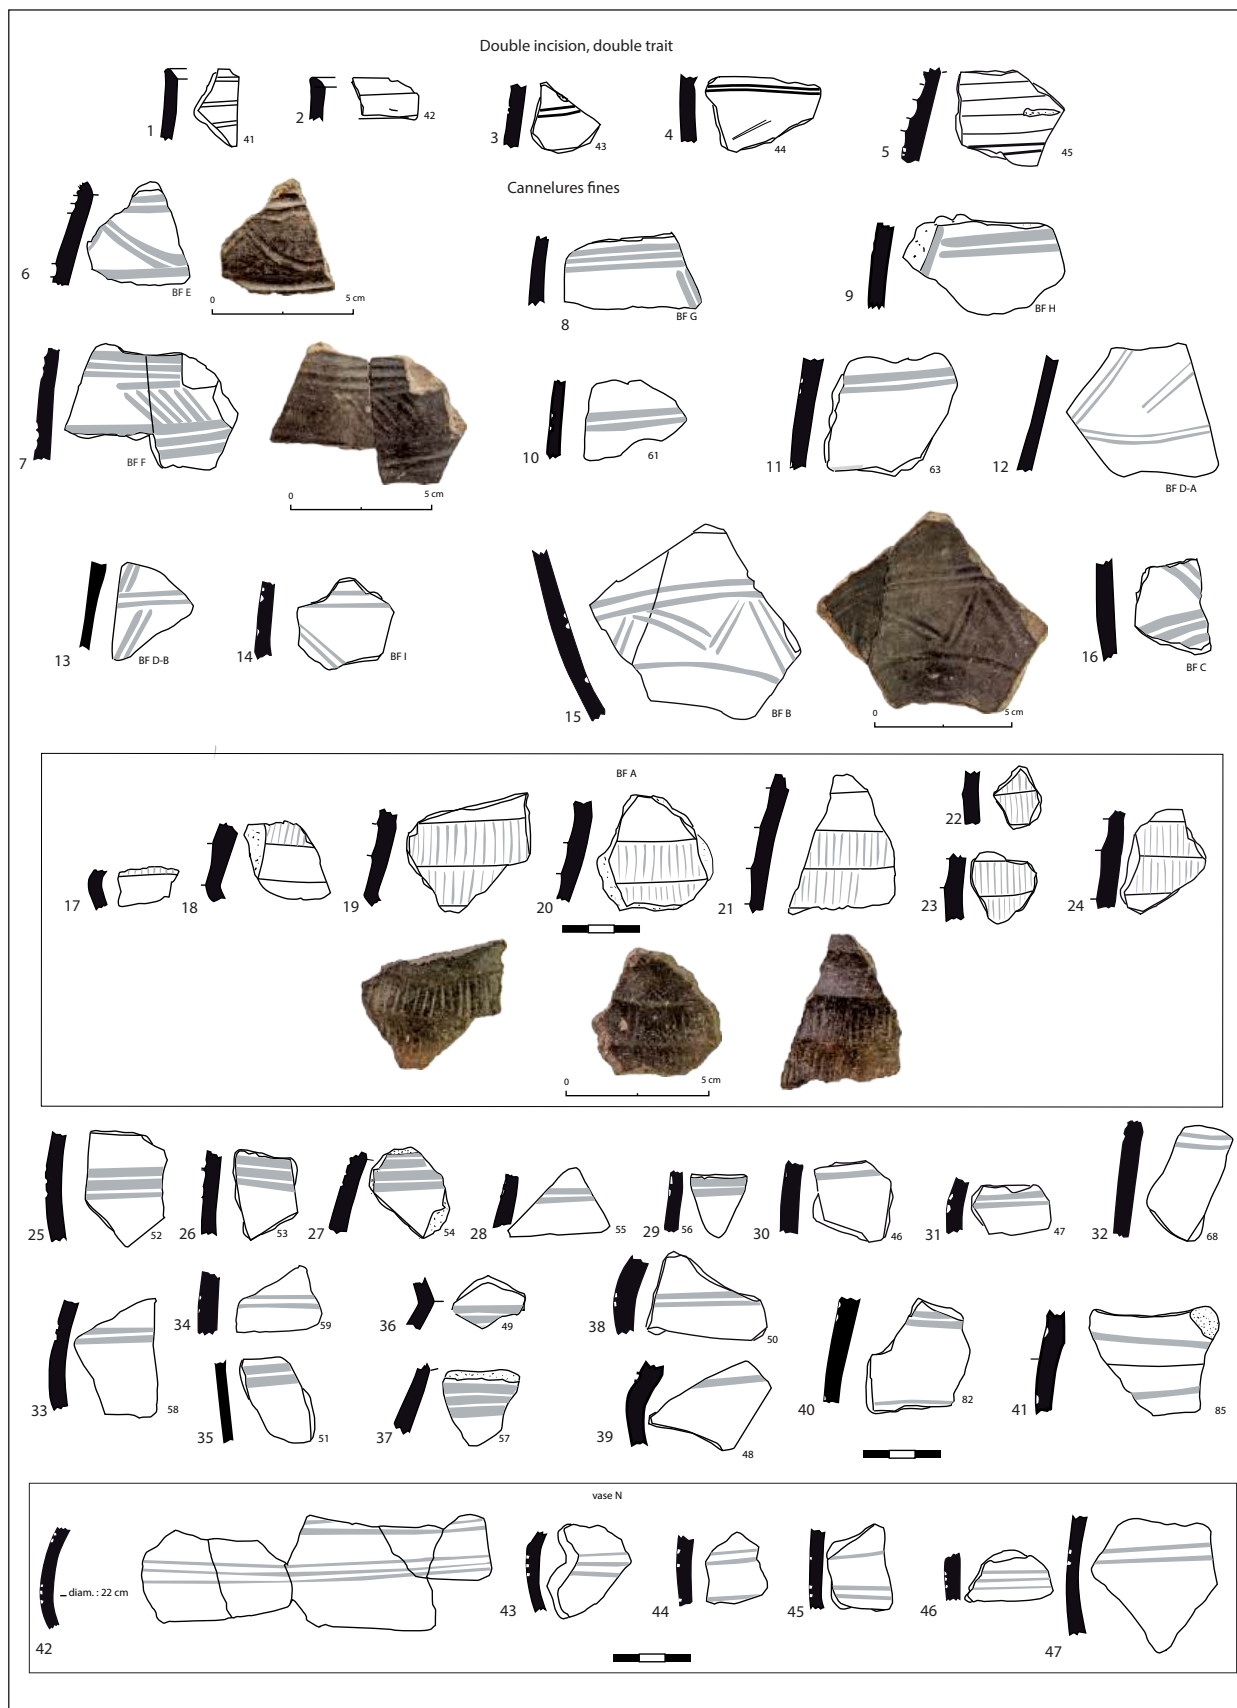 Double incision, double trait
1 41 2 42 3 43 4 44 5 45
Cannelures fines
6 BF E 0 5 cm 8 BF G 9 BF H
7 BF F 0 5 cm 10 61 11 63 12 BF D-A
13 BF D-B 14 BF I 15 BF B 0 5 cm 16 BF C
BF A
17 18 19 20 21 22 23 24
0 5 cm
25 52 26 53 27 54 28 55 29 56 30 46 31 47 32 68
33 58 34 59 36 49 38 50 40 82 41 85
35 51 37 57 39 48
vase N
42 diam. : 22 cm 43 44 45 46 47